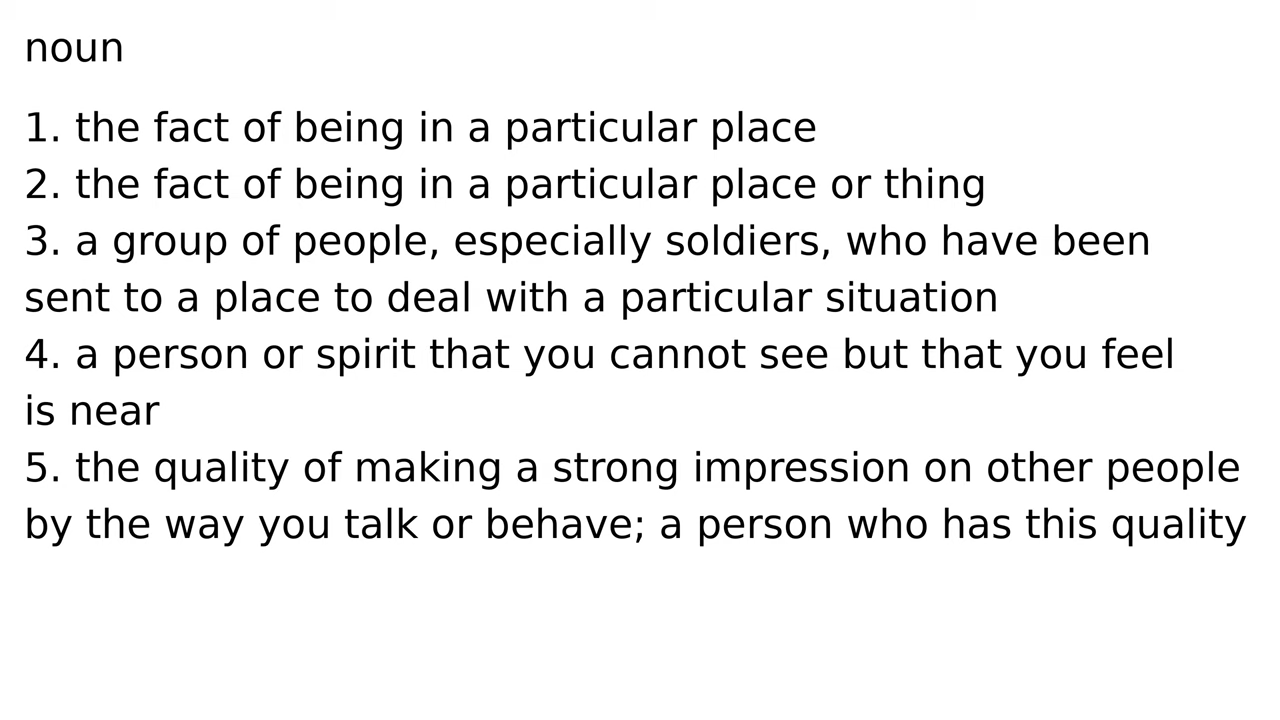 noun
1. the fact of being in a particular place
2. the fact of being in a particular place or thing
3. a group of people, especially soldiers, who have been
sent to a place to deal with a particular situation
4. a person or spirit that you cannot see but that you feel
is near
5. the quality of making a strong impression on other people
by the way you talk or behave; a person who has this quality